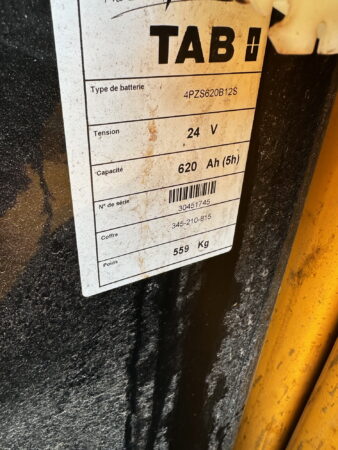 TAB
Type de batterie 4PZS620B12S
Tension 24 V
Capacité 620 Ah (5h)
N° de série 30451745
Coffre 345-210-815
Poids 559 Kg